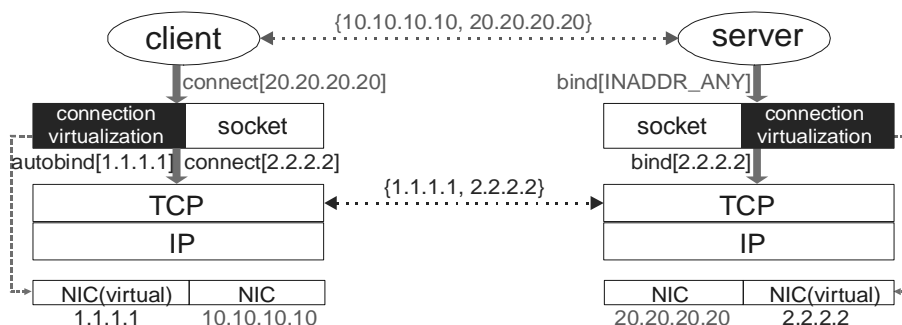 {10.10.10.10, 20.20.20.20}
client
server
connect[20.20.20.20]
bind[INADDR_ANY]
connection
virtualization
socket
socket
connection
virtualization
autobind[1.1.1.1]
connect[2.2.2.2]
bind[2.2.2.2]
{1.1.1.1, 2.2.2.2}
TCP
TCP
IP
IP
NIC(virtual)
NIC
NIC
NIC(virtual)
1.1.1.1
10.10.10.10
20.20.20.20
2.2.2.2